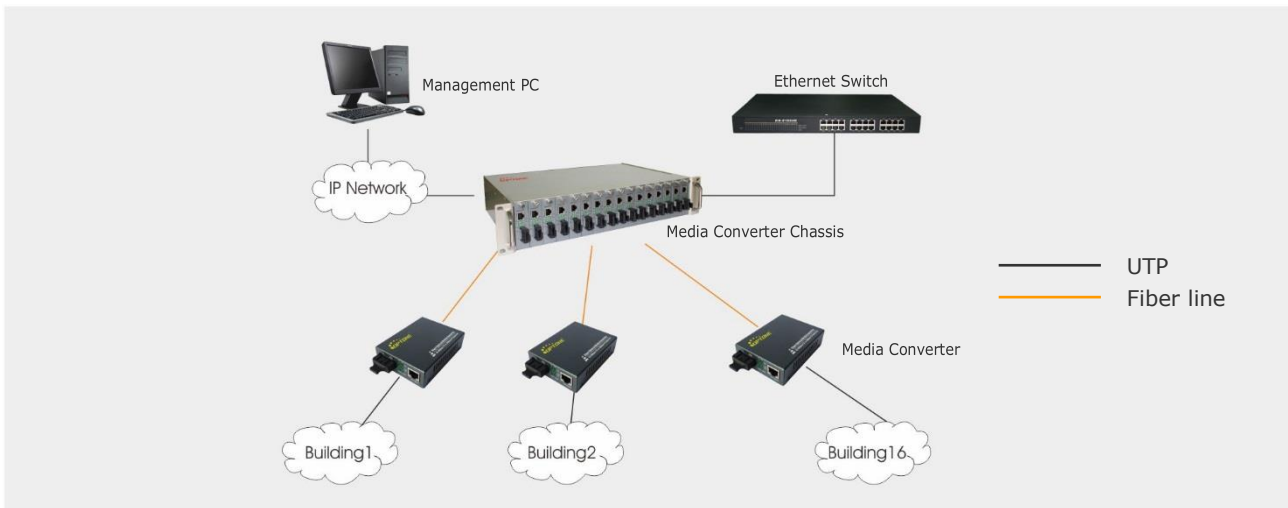 Management PC
Ethernet Switch
IP Network
Media Converter Chassis
UTP
Fiber line
Media Converter
Building1
Building2
Building16